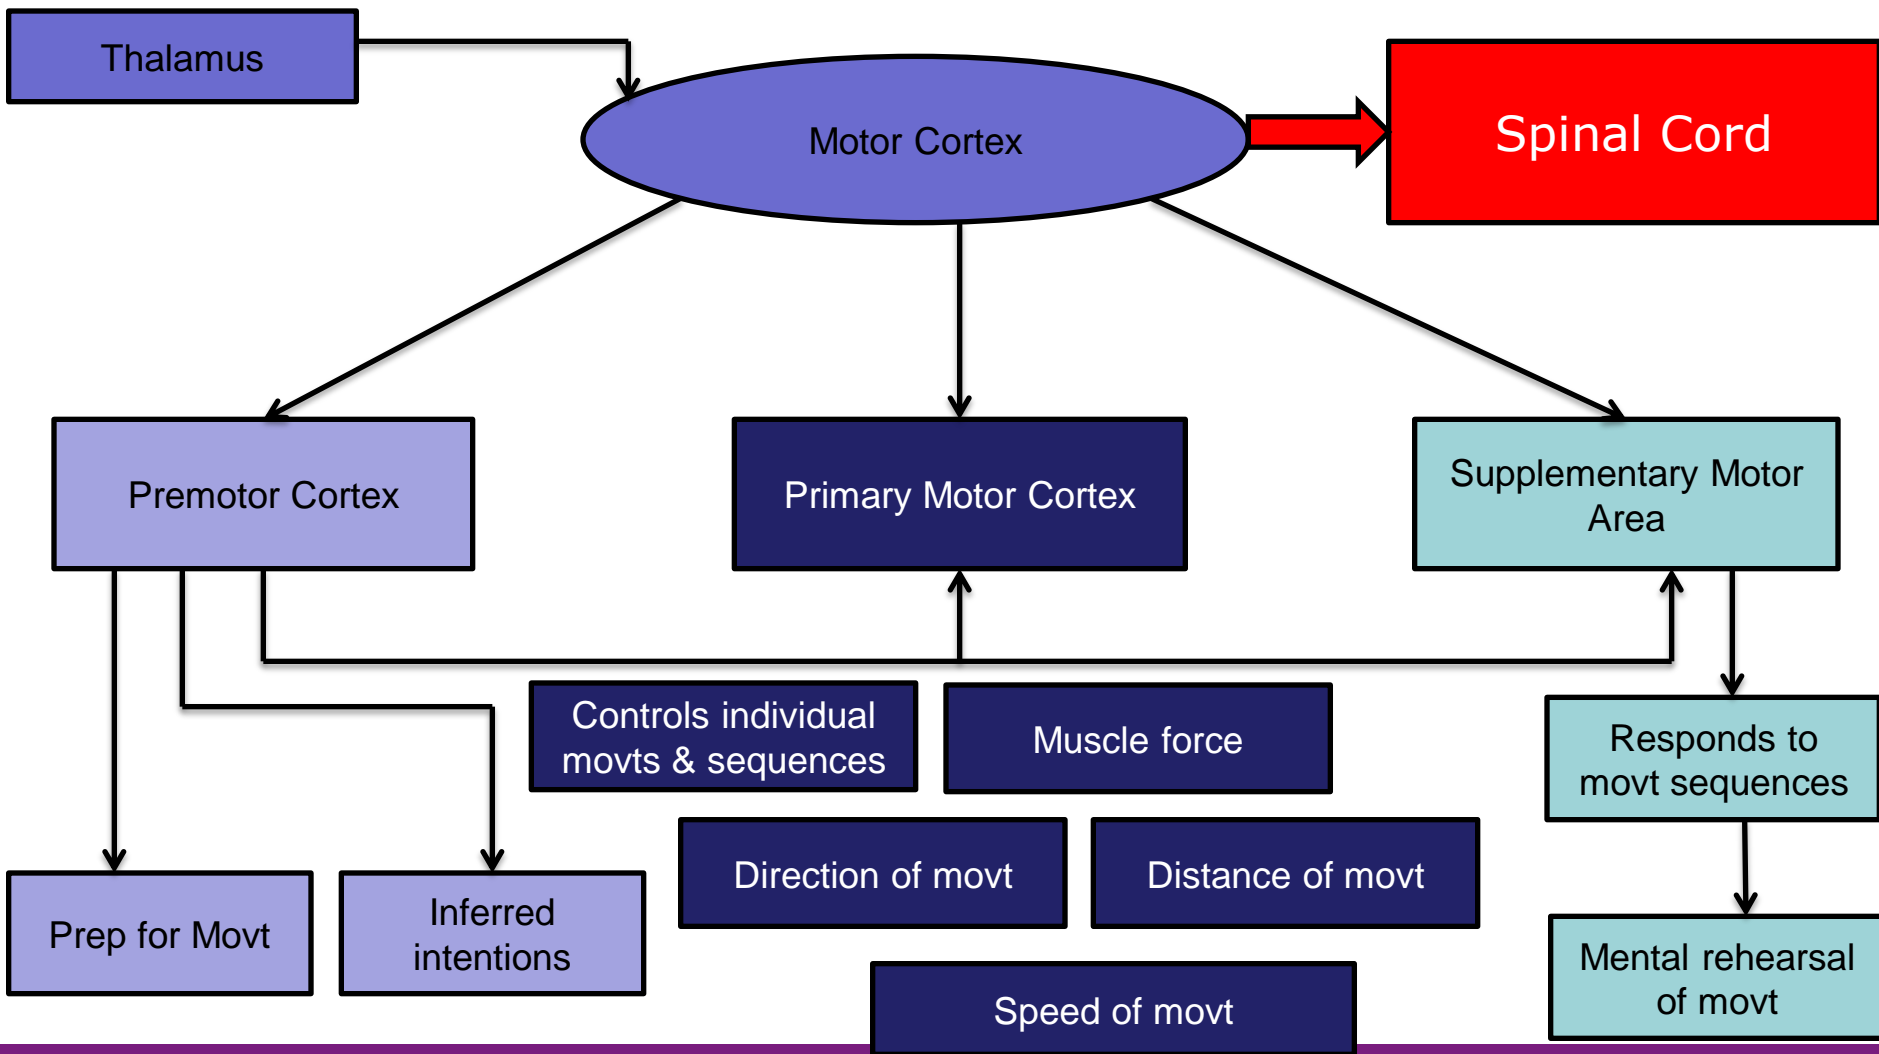 Thalamus
Motor Cortex
Spinal Cord
Premotor Cortex
Primary Motor Cortex
Supplementary Motor
Area
Controls individual
movts & sequences
Muscle force
Responds to
movt sequences
Direction of movt
Distance of movt
Prep for Movt
Inferred
intentions
Mental rehearsal
of movt
Speed of movt